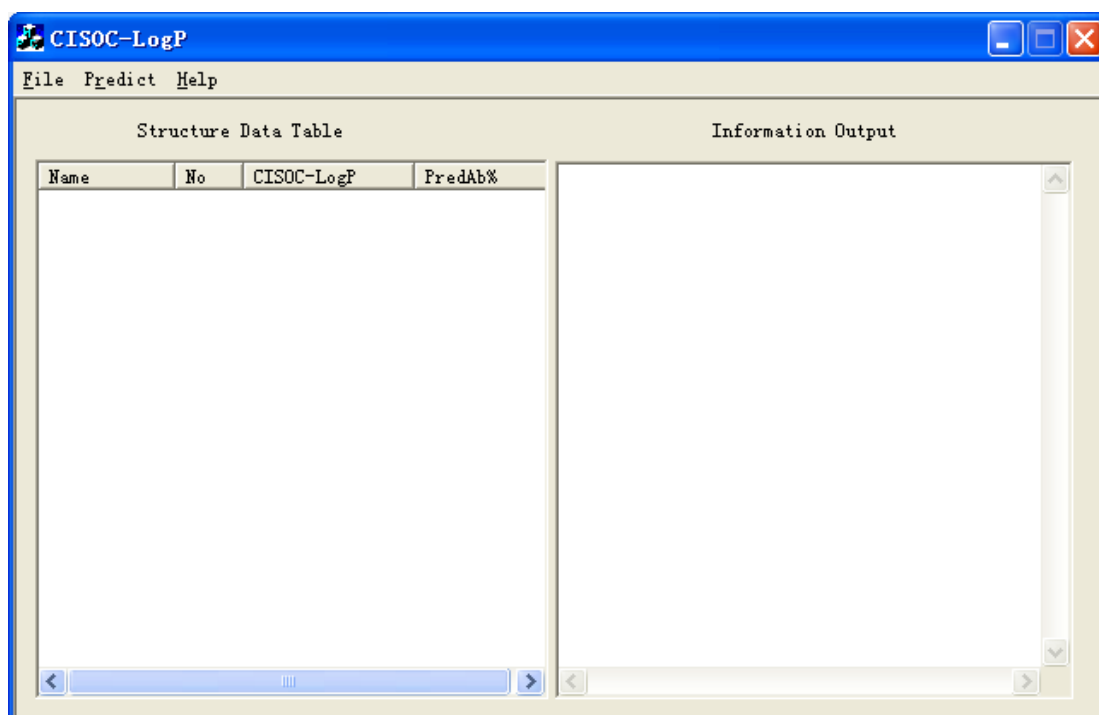 CISOC-LogP
File Predict Help
Structure Data Table Information Output
Name No CISOC-LogP PredAb%